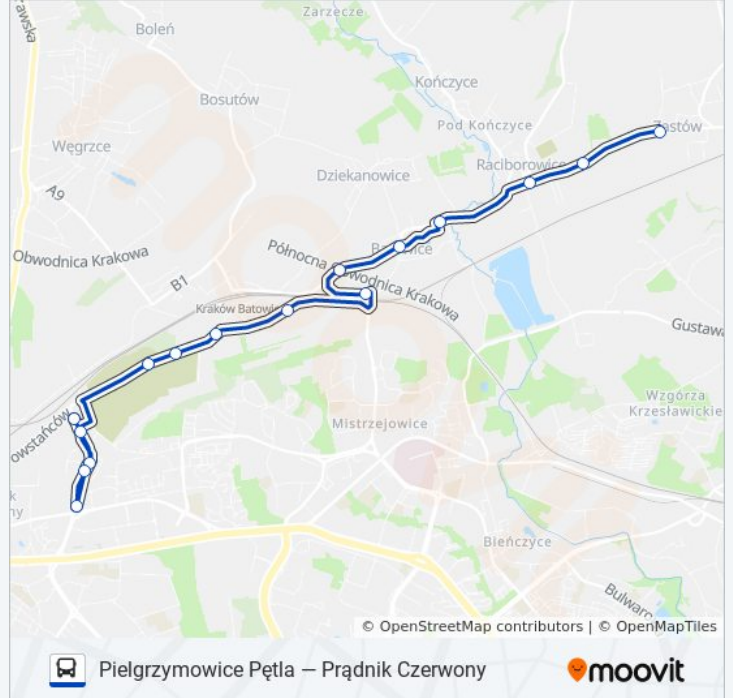 Zarzecze
Boleń
Kończyce
Bosutów
Pod Kończyce
Zastów
Węgrzce
Raciborowice
Dziekanowice
A9
Obwodnica Krakowa
Północna Obwodnica Krakowa
B1
Kraków Batowice
Gustawa
Wzgórza
Krzesławickie
Mistrzejowice
Bieńczyce
Bulwaro
© OpenStreetMap contributors | © OpenMapTiles
Pielgrzymowice Pętla — Prądnik Czerwony
moovit